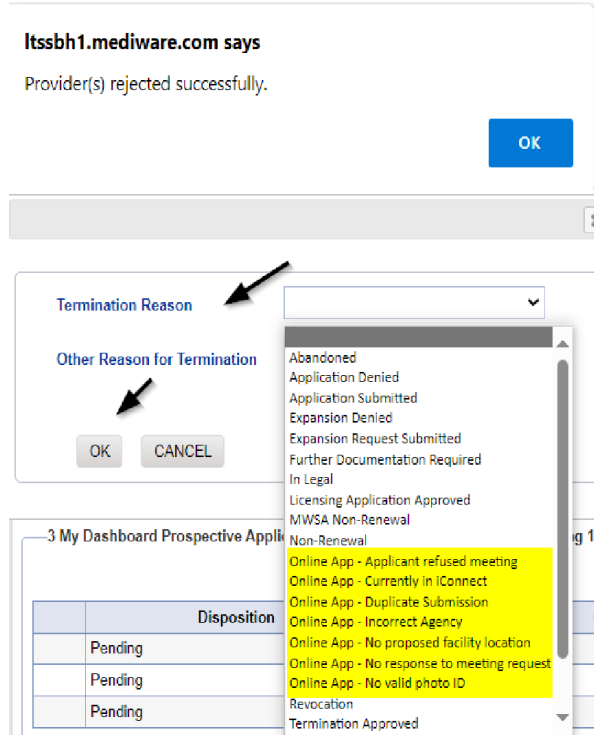 ltssbh1.mediware.com says
Provider(s) rejected successfully.
OK
Termination Reason
Other Reason for Termination
OK CANCEL
Abandoned
Application Denied
Application Submitted
Expansion Denied
Expansion Request Submitted
Further Documentation Required
In Legal
Licensing Application Approved
MWSA Non-Renewal
Non-Renewal
Online App - Applicant refused meeting
Online App - Currently in iConnect
Online App - Duplicate Submission
Online App - Incorrect Agency
Online App - No proposed facility location
Online App - No response to meeting request
Online App - No valid photo ID
Revocation
Termination Approved
3 My Dashboard Prospective Appli
g 1
Disposition
Pending
Pending
Pending